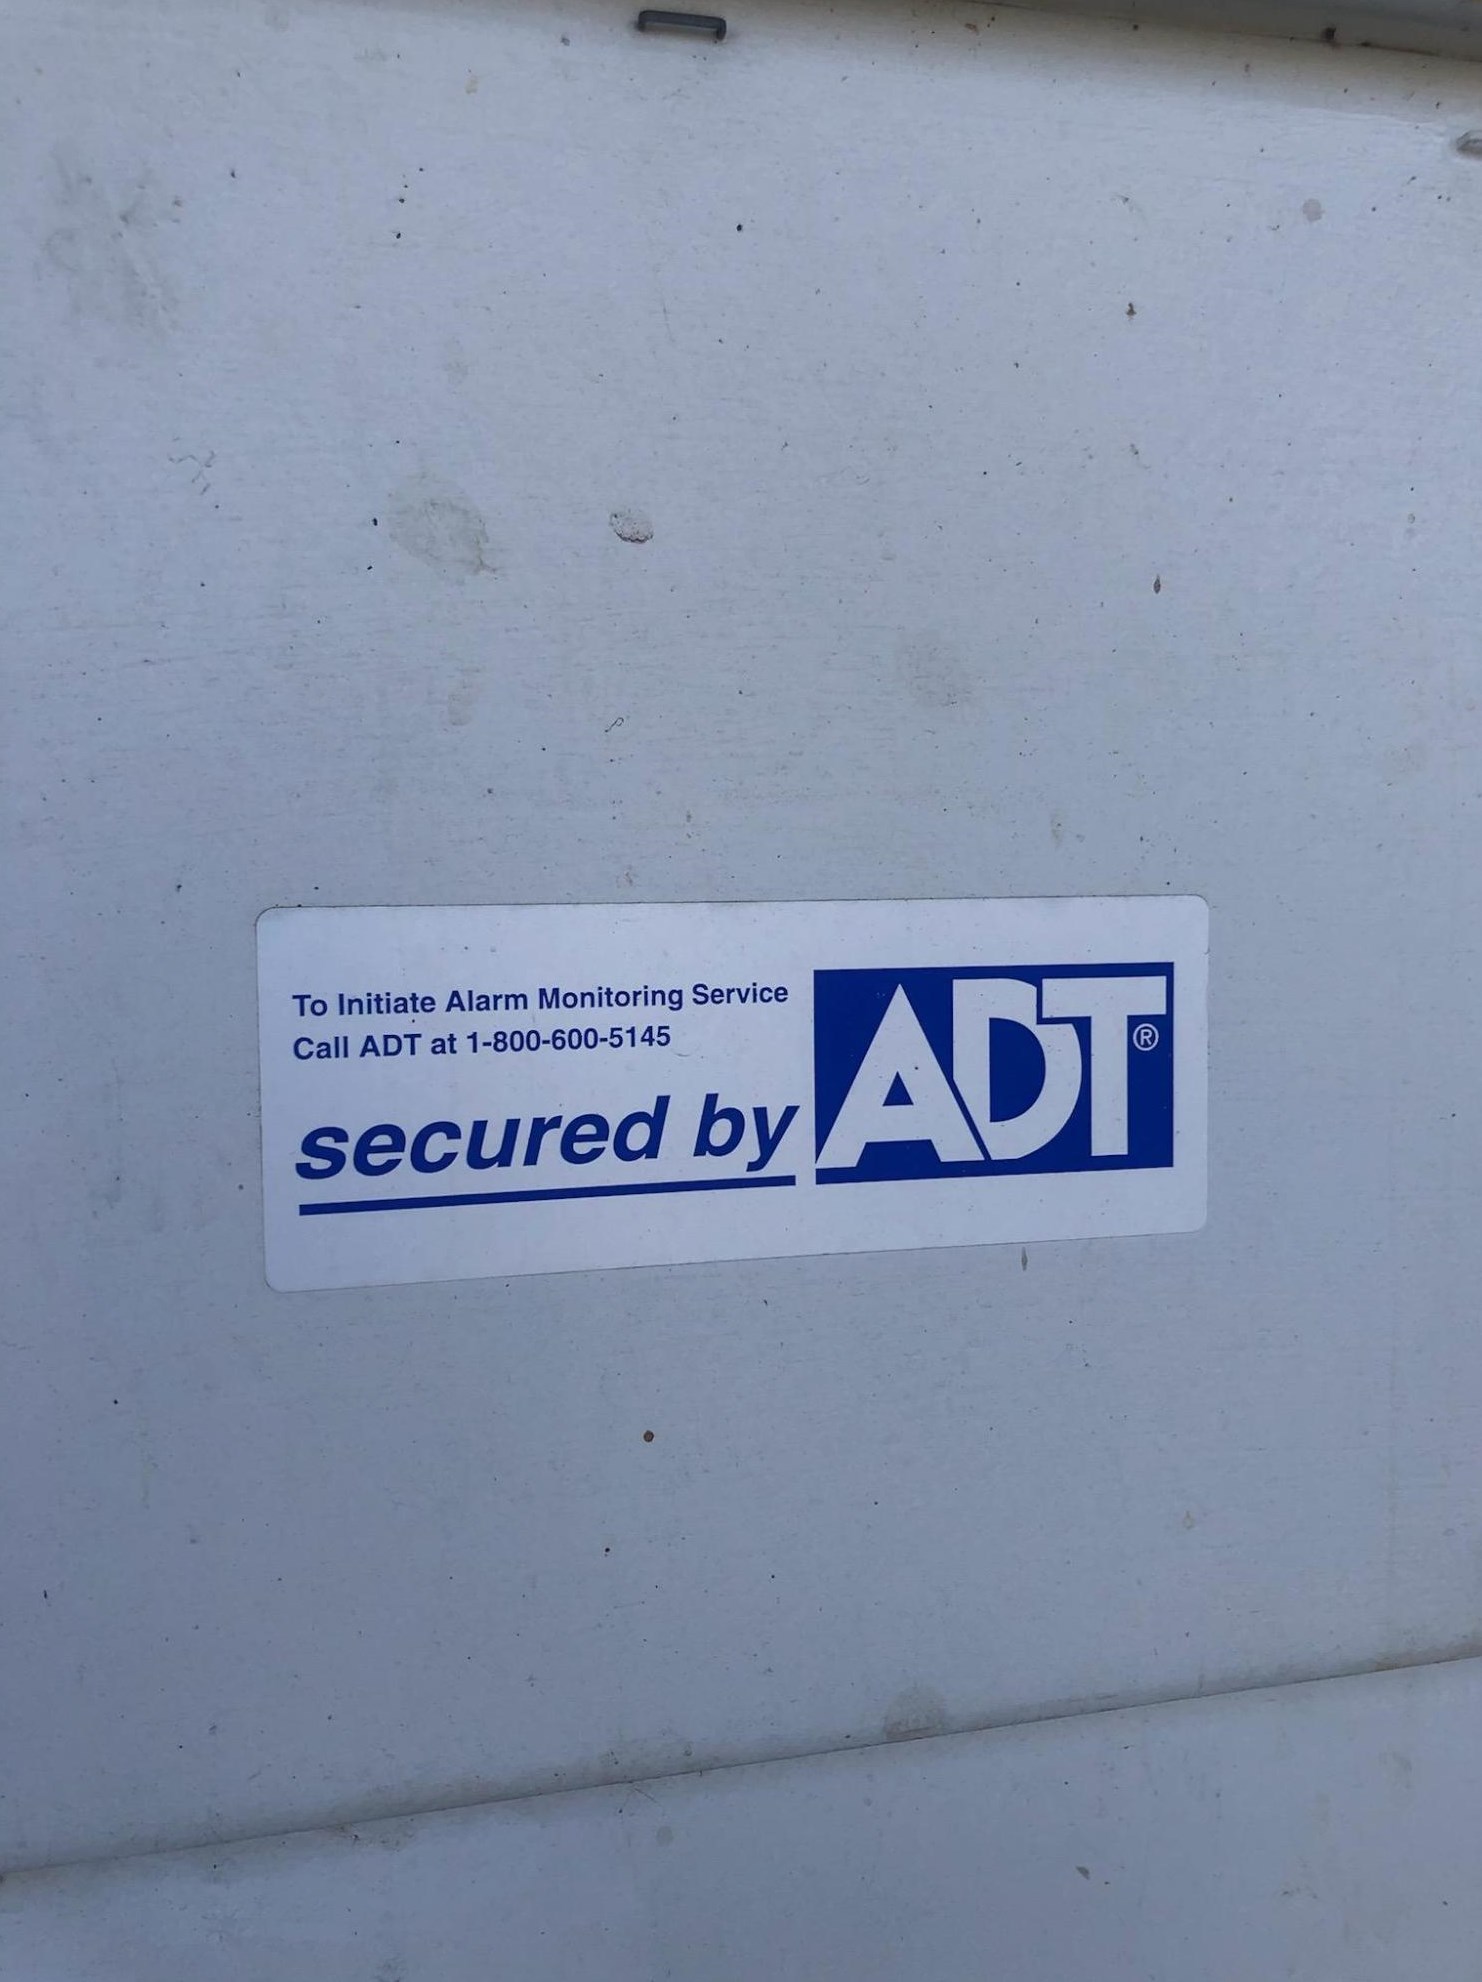 To Initiate Alarm Monitoring Service
Call ADT at 1-800-600-5145
secured by ADT®